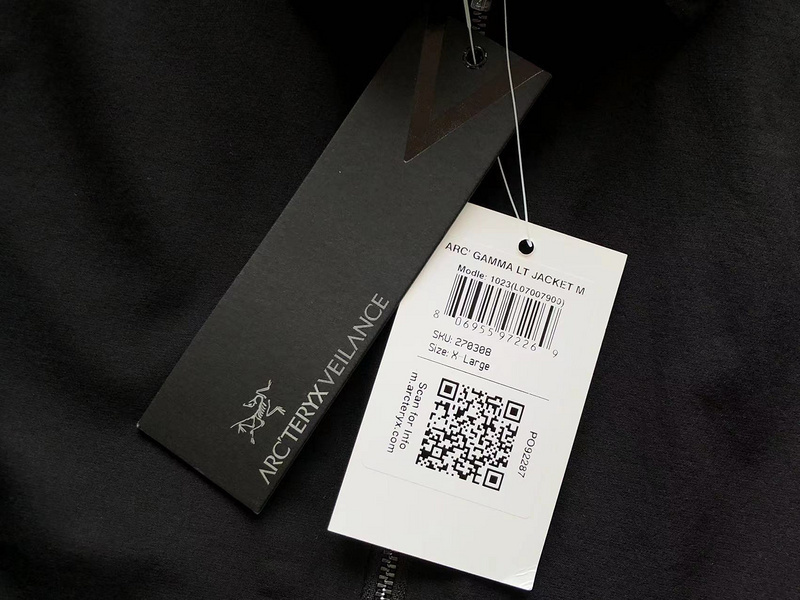 ARC'TERYX VEILANCE
ARC' GAMMA LT JACKET M
Modle: 1023(L07007900)
8 06955 97226 9
SKU: 270308
Size: X Large
Scan for Info
m.arcteryx.com
PO92287